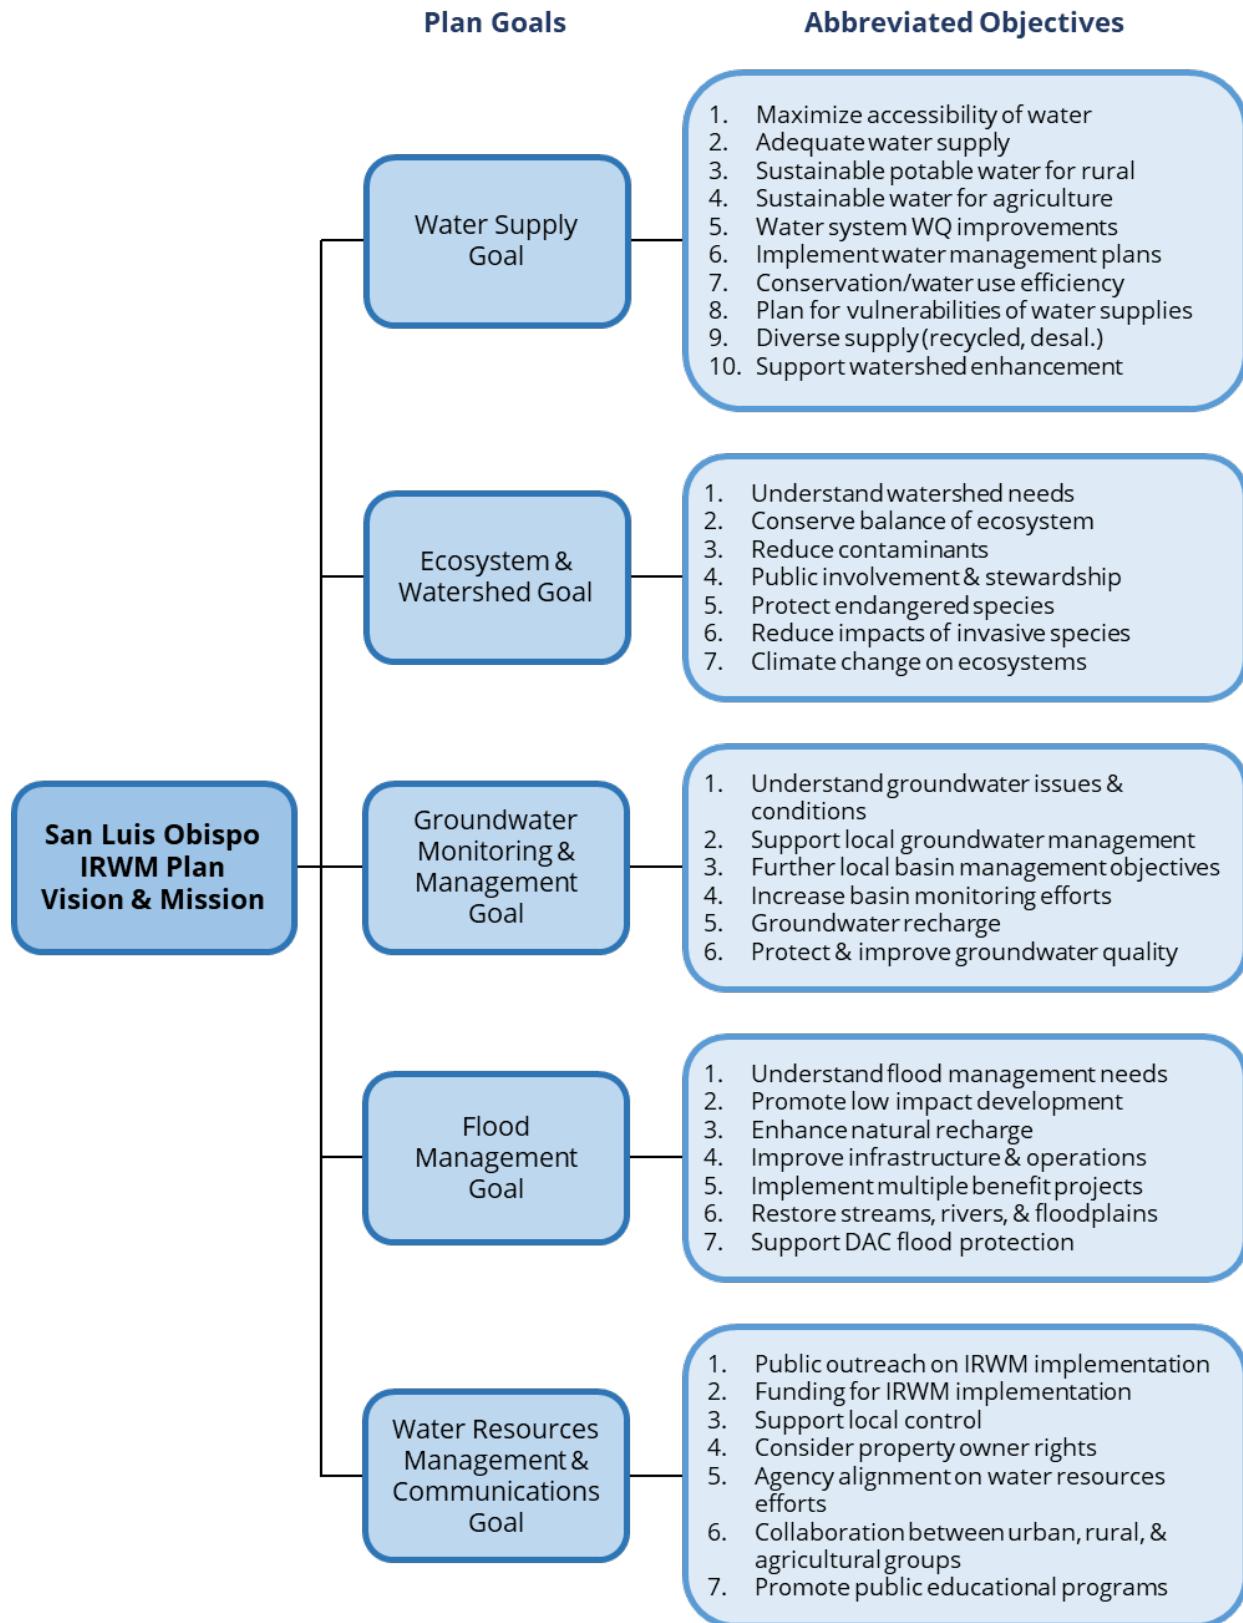 Plan Goals
Abbreviated Objectives
San Luis Obispo
IRWM Plan
Vision & Mission
Water Supply
Goal
1. Maximize accessibility of water
2. Adequate water supply
3. Sustainable potable water for rural
4. Sustainable water for agriculture
5. Water system WQ improvements
6. Implement water management plans
7. Conservation/water use efficiency
8. Plan for vulnerabilities of water supplies
9. Diverse supply (recycled, desal.)
10. Support watershed enhancement
Ecosystem &
Watershed Goal
1. Understand watershed needs
2. Conserve balance of ecosystem
3. Reduce contaminants
4. Public involvement & stewardship
5. Protect endangered species
6. Reduce impacts of invasive species
7. Climate change on ecosystems
Groundwater
Monitoring &
Management
Goal
1. Understand groundwater issues &
conditions
2. Support local groundwater management
3. Further local basin management objectives
4. Increase basin monitoring efforts
5. Groundwater recharge
6. Protect & improve groundwater quality
Flood
Management
Goal
1. Understand flood management needs
2. Promote low impact development
3. Enhance natural recharge
4. Improve infrastructure & operations
5. Implement multiple benefit projects
6. Restore streams, rivers, & floodplains
7. Support DAC flood protection
Water Resources
Management &
Communications
Goal
1. Public outreach on IRWM implementation
2. Funding for IRWM implementation
3. Support local control
4. Consider property owner rights
5. Agency alignment on water resources
efforts
6. Collaboration between urban, rural, &
agricultural groups
7. Promote public educational programs